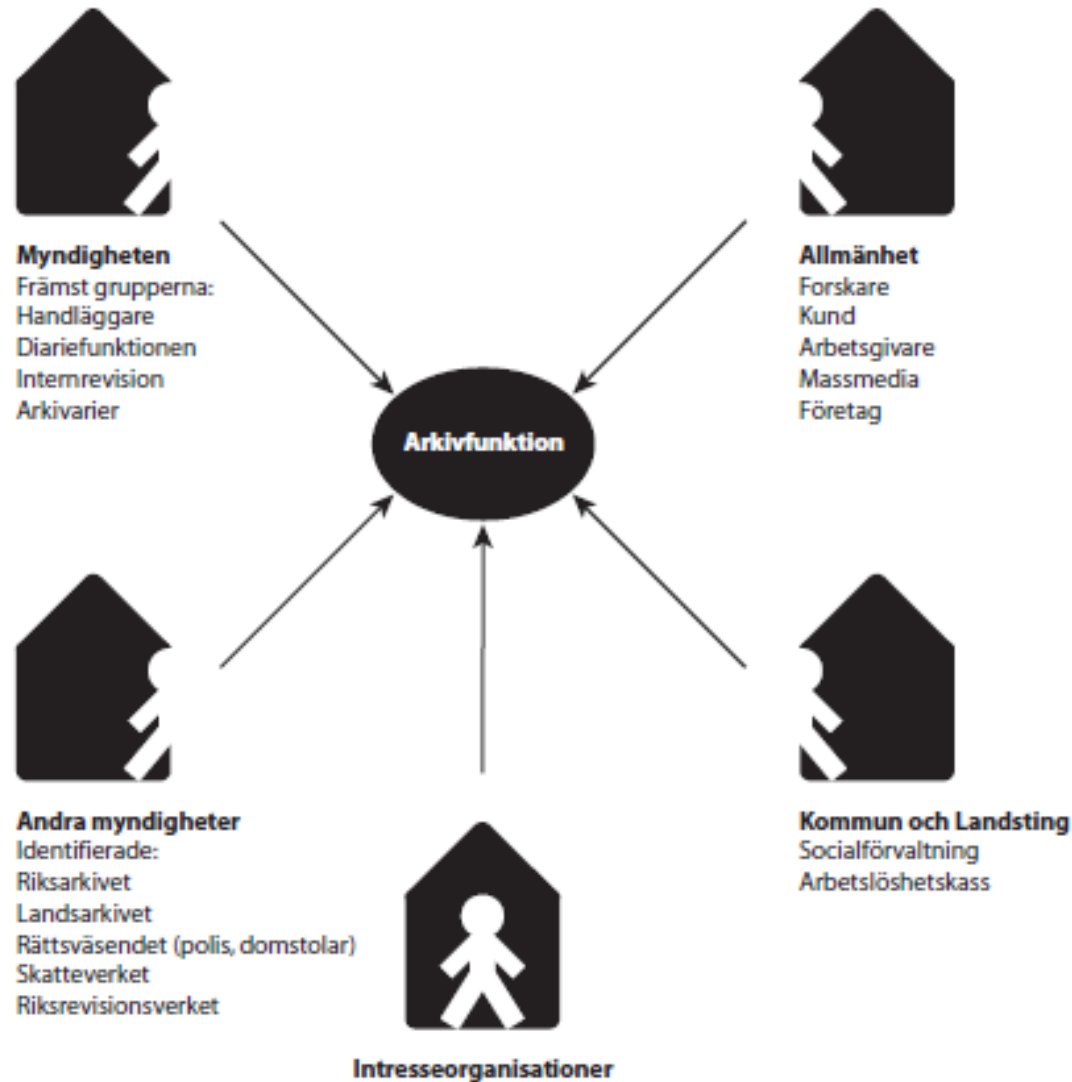 Myndigheten
Främst grupperna:
Handläggare
Diariefunktionen
Internrevision
Arkivarier
Allmänhet
Forskare
Kund
Arbetsgivare
Massmedia
Företag
Arkivfunktion
Andra myndigheter
Identifierade:
Riksarkivet
Landsarkivet
Rättsväsendet (polis, domstolar)
Skatteverket
Riksrevisionsverket
Kommun och Landsting
Socialförvaltning
Arbetslöshetskass
Intresseorganisationer